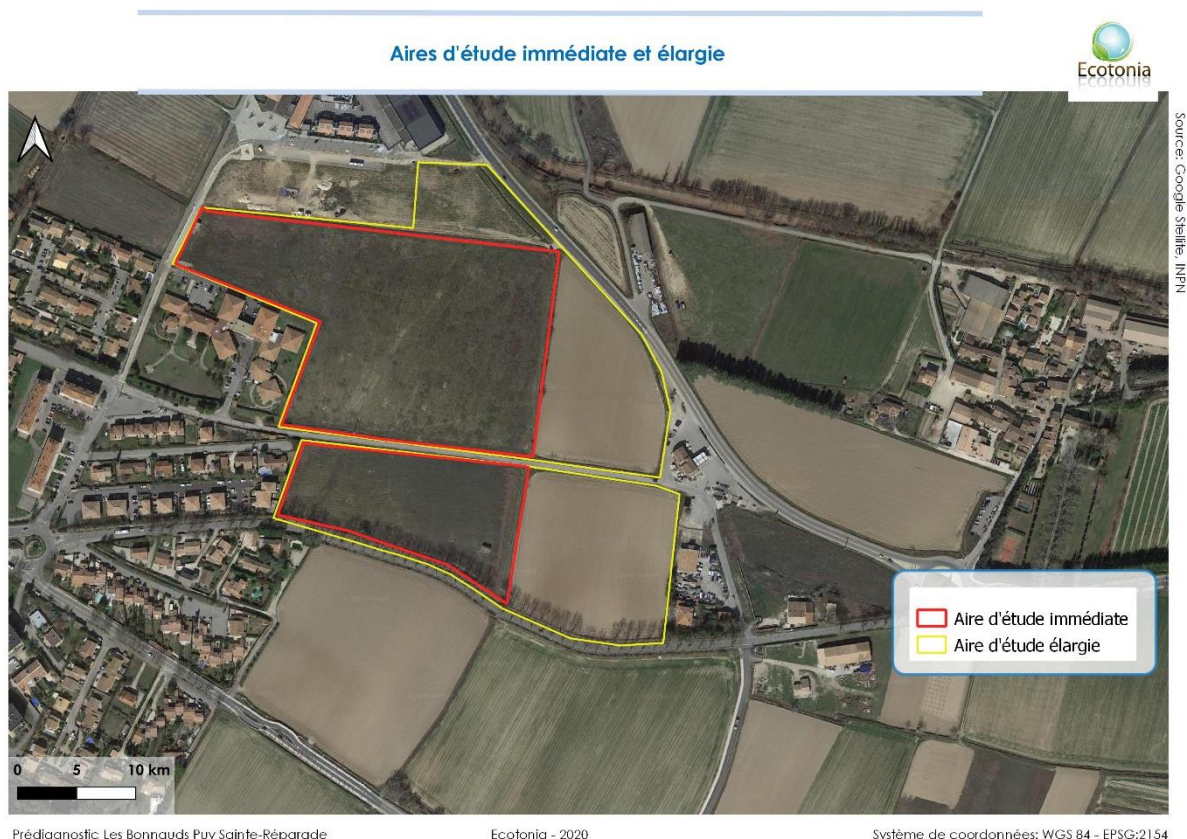 Aires d'étude immédiate et élargie
Ecotonia
Source: Google Stellite, INPN
Aire d'étude immédiate
Aire d'étude élargie
0 5 10 km
Prédiagnostic Les Bonnauds Puy Sainte-Réparade
Ecotonia - 2020
Système de coordonnées: WGS 84 - EPSG:2154